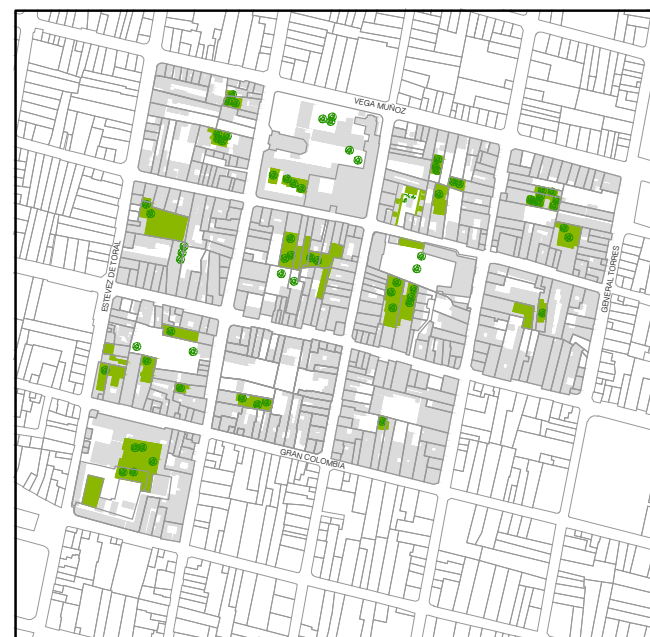 VEGA MUÑOZ
ESTEVEZ DE TORAL
GENERAL TORRES
GRAN COLOMBIA